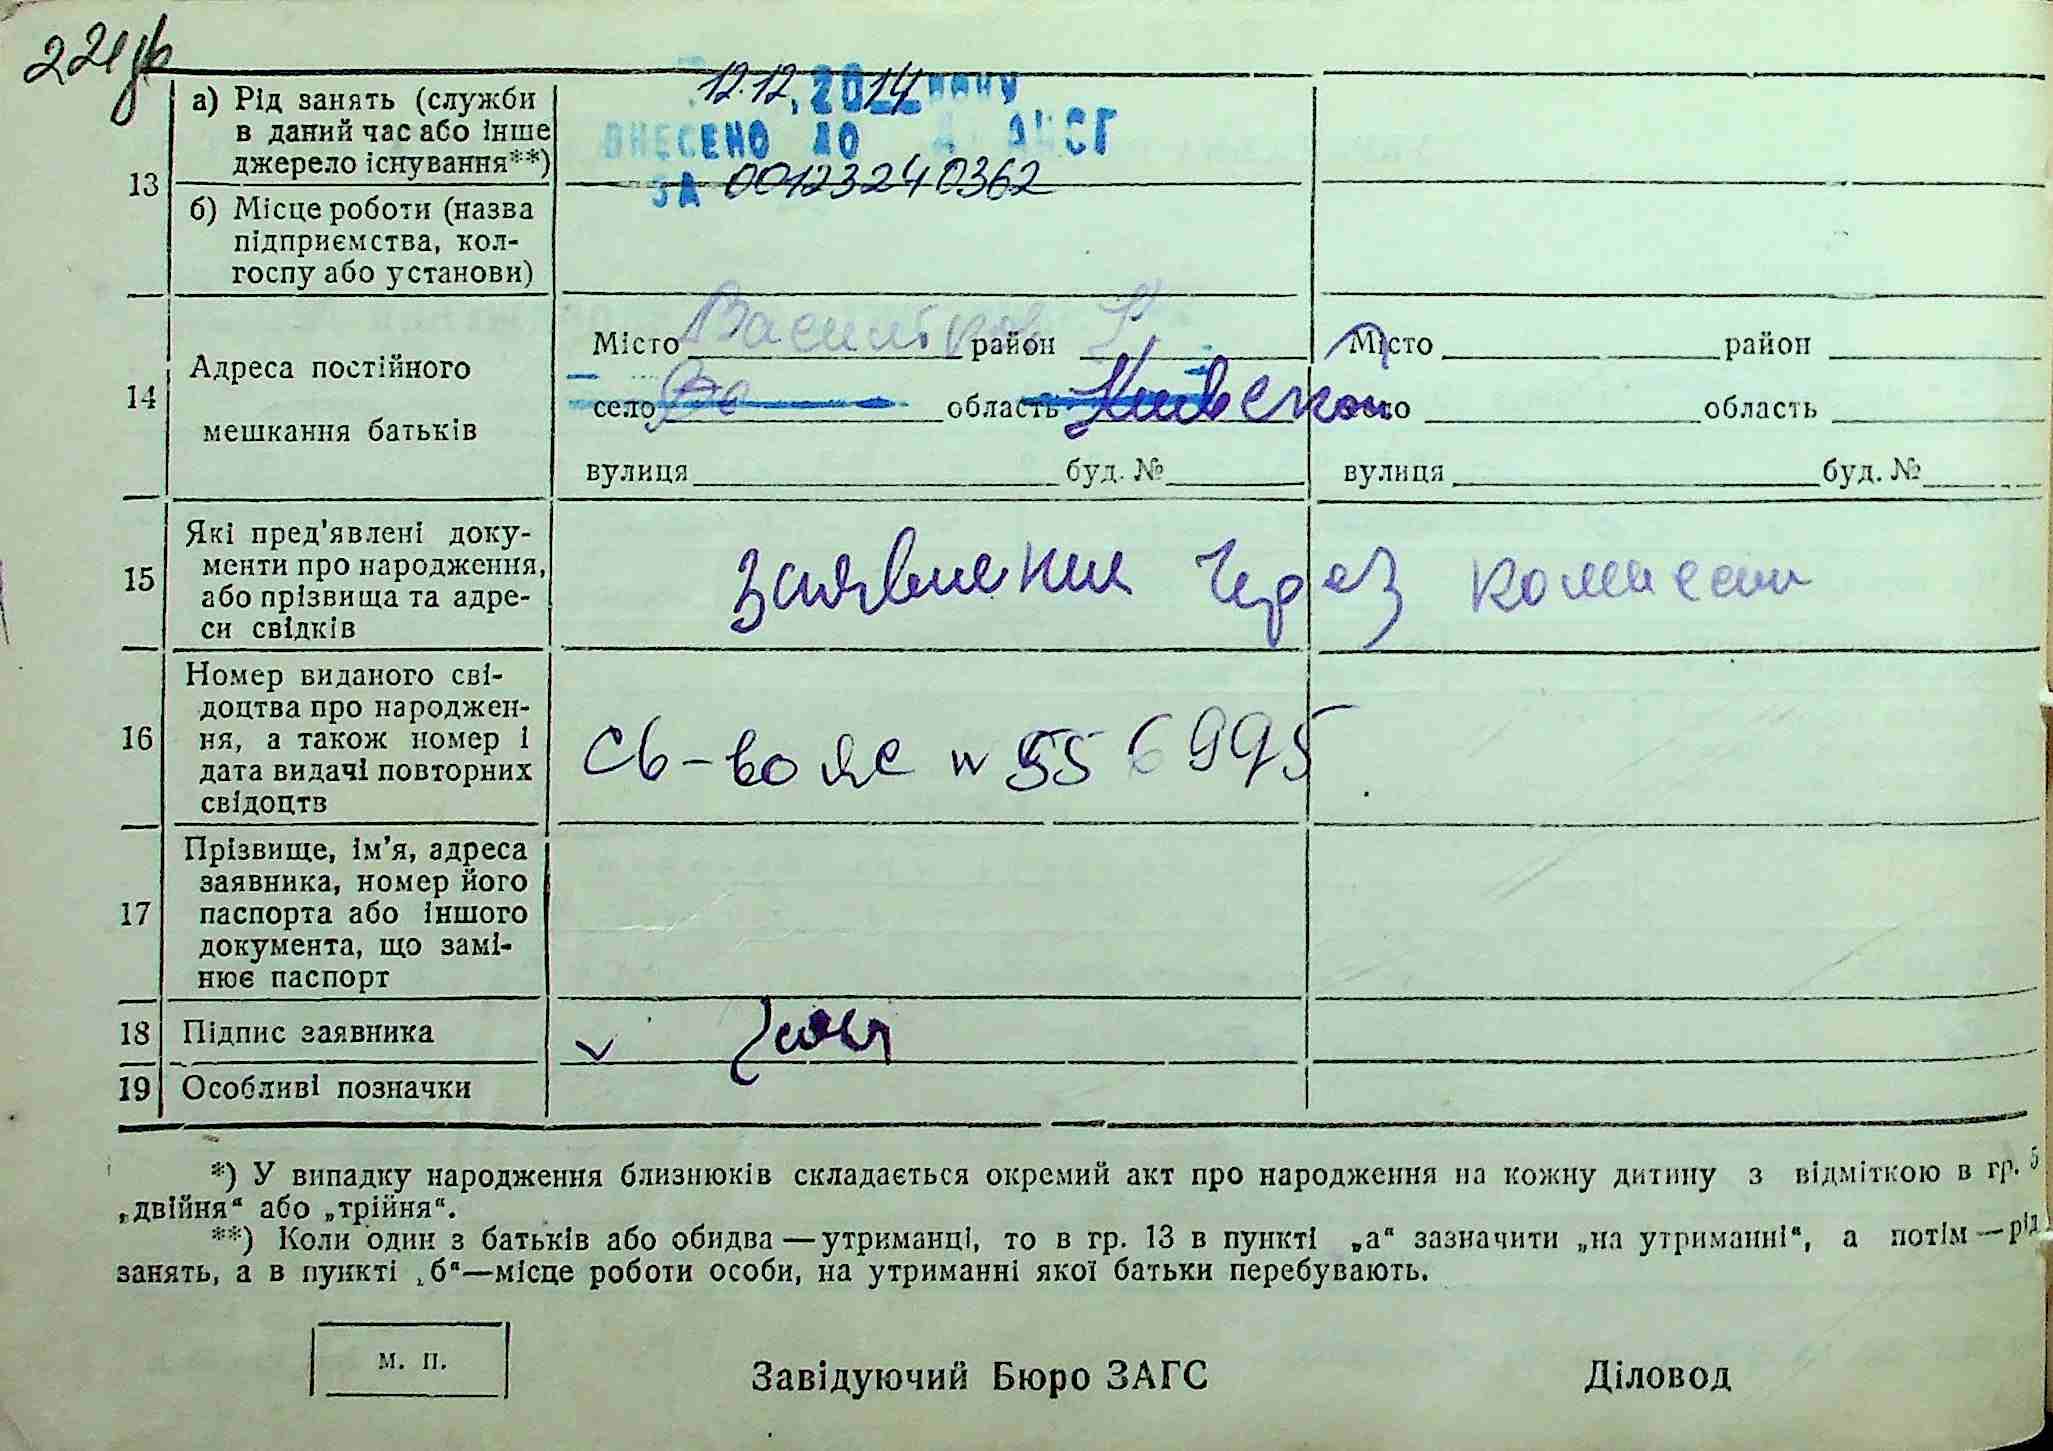 12.12.2014
а) Рід занять (служби
в даний час або інше
джерело існування**)
ВНЕСЕНО ДО
ЗА 00123240362
13
б) Місце роботи (назва
підприємства, кол-
госпу або установи)
14
Адреса постійного
мешкання батьків
Місто Васильков район
село область Киевской
вулиця буд. №
Місто район
село область
вулиця буд. №
15
Які пред'явлені доку-
менти про народження,
або прізвища та адре-
си свідків
заявления через комисси
16
Номер виданого сві-
доцтва про народжен-
ня, а також номер і
дата видачі повторних
свідоцтв
св-во яс N 556995
17
Прізвище, ім'я, адреса
заявника, номер його
паспорта або іншого
документа, що замі-
нює паспорт
18 Підпис заявника
19 Особливі позначки
*) У випадку народження близнюків складається окремий акт про народження на кожну дитину з відміткою в гр. 5
„двійня“ або „трійня“.
**) Коли один з батьків або обидва — утриманці, то в гр. 13 в пункті „а“ зазначити „на утриманні“, а потім — рід
занять, а в пункті „б“—місце роботи особи, на утриманні якої батьки перебувають.
м. п.
Завідуючий Бюро ЗАГС
Діловод